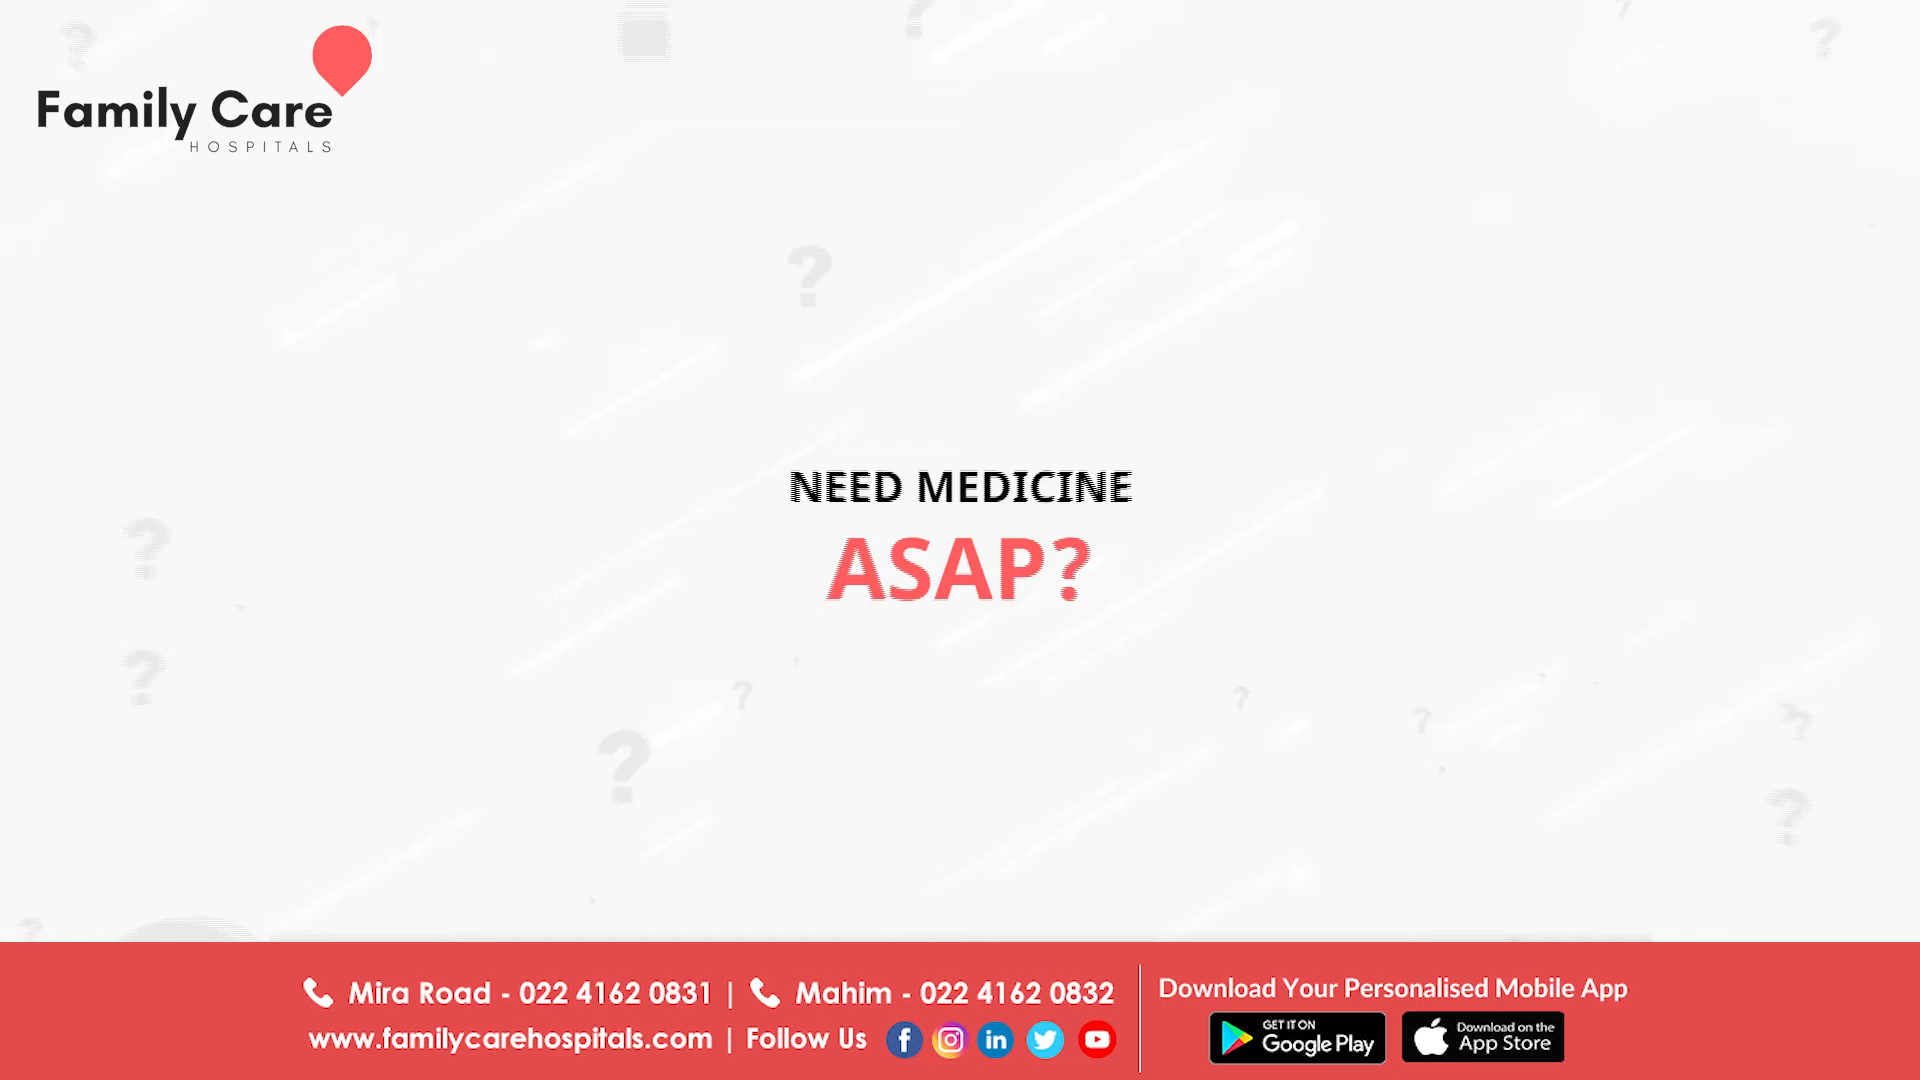 Family Care
HOSPITALS
NEED MEDICINE
ASAP?
Mira Road - 022 4162 0831 | Mahim - 022 4162 0832
www.familycarehospitals.com | Follow Us
Download Your Personalised Mobile App
GET IT ON
Google Play
Download on the
App Store